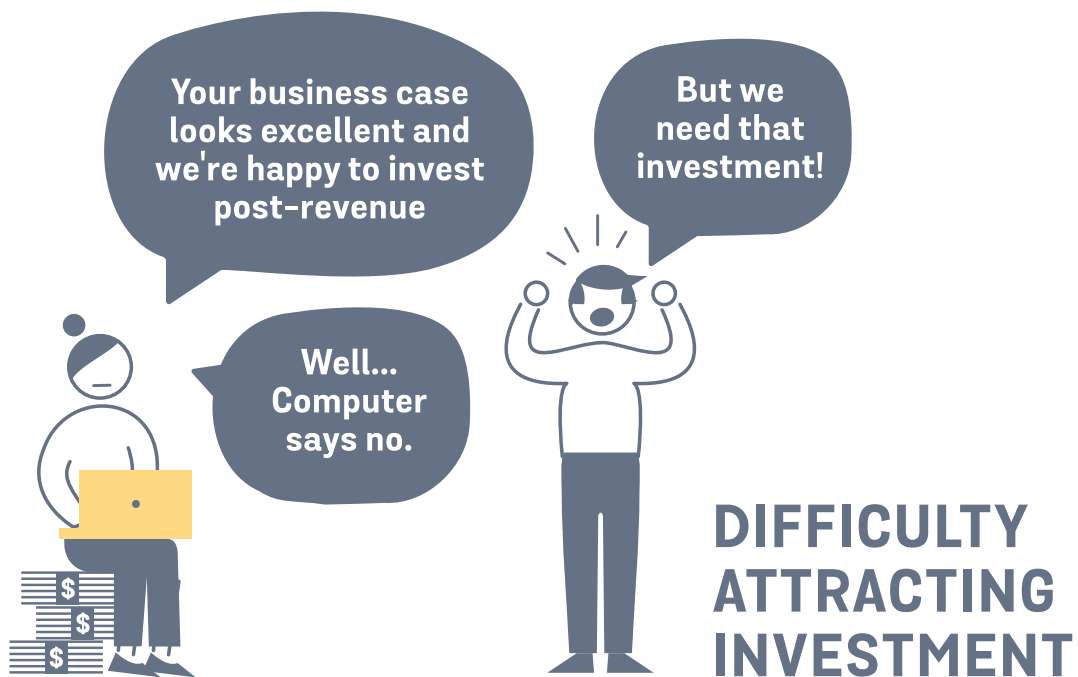 Your business case
looks excellent and
we're happy to invest
post-revenue
But we
need that
investment!
Well...
Computer
says no.
$
$
$
DIFFICULTY
ATTRACTING
INVESTMENT